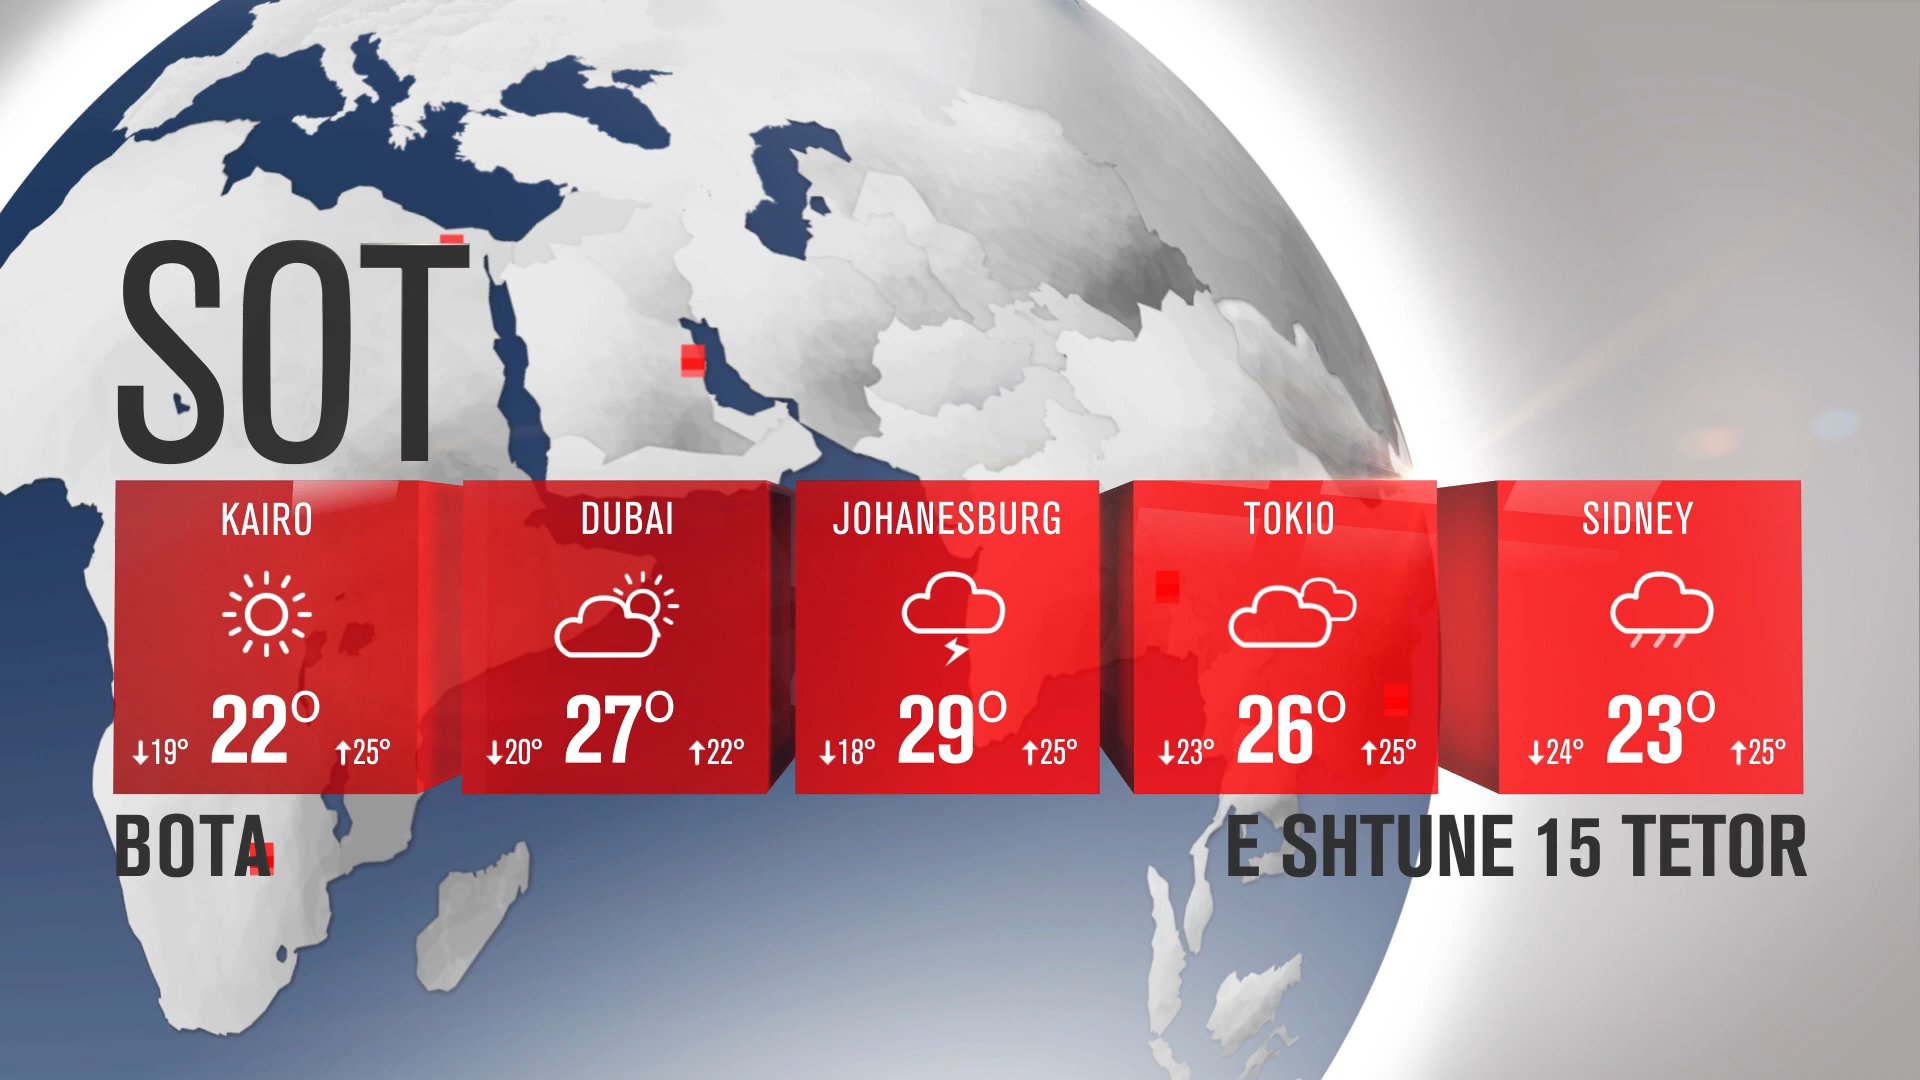 SOT
KAIRO
22°
↓19°
↑25°
DUBAI
27°
↓20°
↑22°
JOHANESBURG
29°
↓18°
↑25°
TOKIO
26°
↓23°
↑25°
SIDNEY
23°
↓24°
↑25°
BOTA
E SHTUNE 15 TETOR